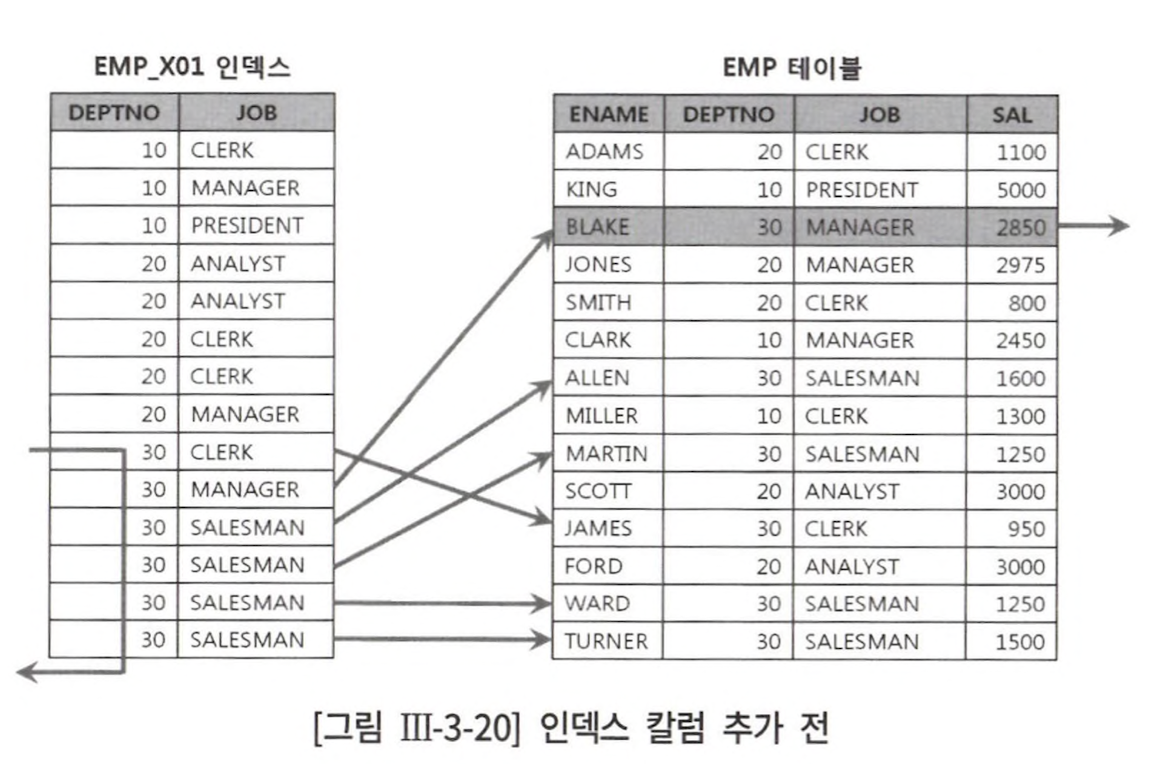 EMP_X01 인덱스
DEPTNO JOB
10 CLERK
10 MANAGER
10 PRESIDENT
20 ANALYST
20 ANALYST
20 CLERK
20 CLERK
20 MANAGER
30 CLERK
30 MANAGER
30 SALESMAN
30 SALESMAN
30 SALESMAN
30 SALESMAN
EMP 테이블
ENAME DEPTNO JOB SAL
ADAMS 20 CLERK 1100
KING 10 PRESIDENT 5000
BLAKE 30 MANAGER 2850
JONES 20 MANAGER 2975
SMITH 20 CLERK 800
CLARK 10 MANAGER 2450
ALLEN 30 SALESMAN 1600
MILLER 10 CLERK 1300
MARTIN 30 SALESMAN 1250
SCOTT 20 ANALYST 3000
JAMES 30 CLERK 950
FORD 20 ANALYST 3000
WARD 30 SALESMAN 1250
TURNER 30 SALESMAN 1500
[그림 Ⅲ-3-20] 인덱스 칼럼 추가 전